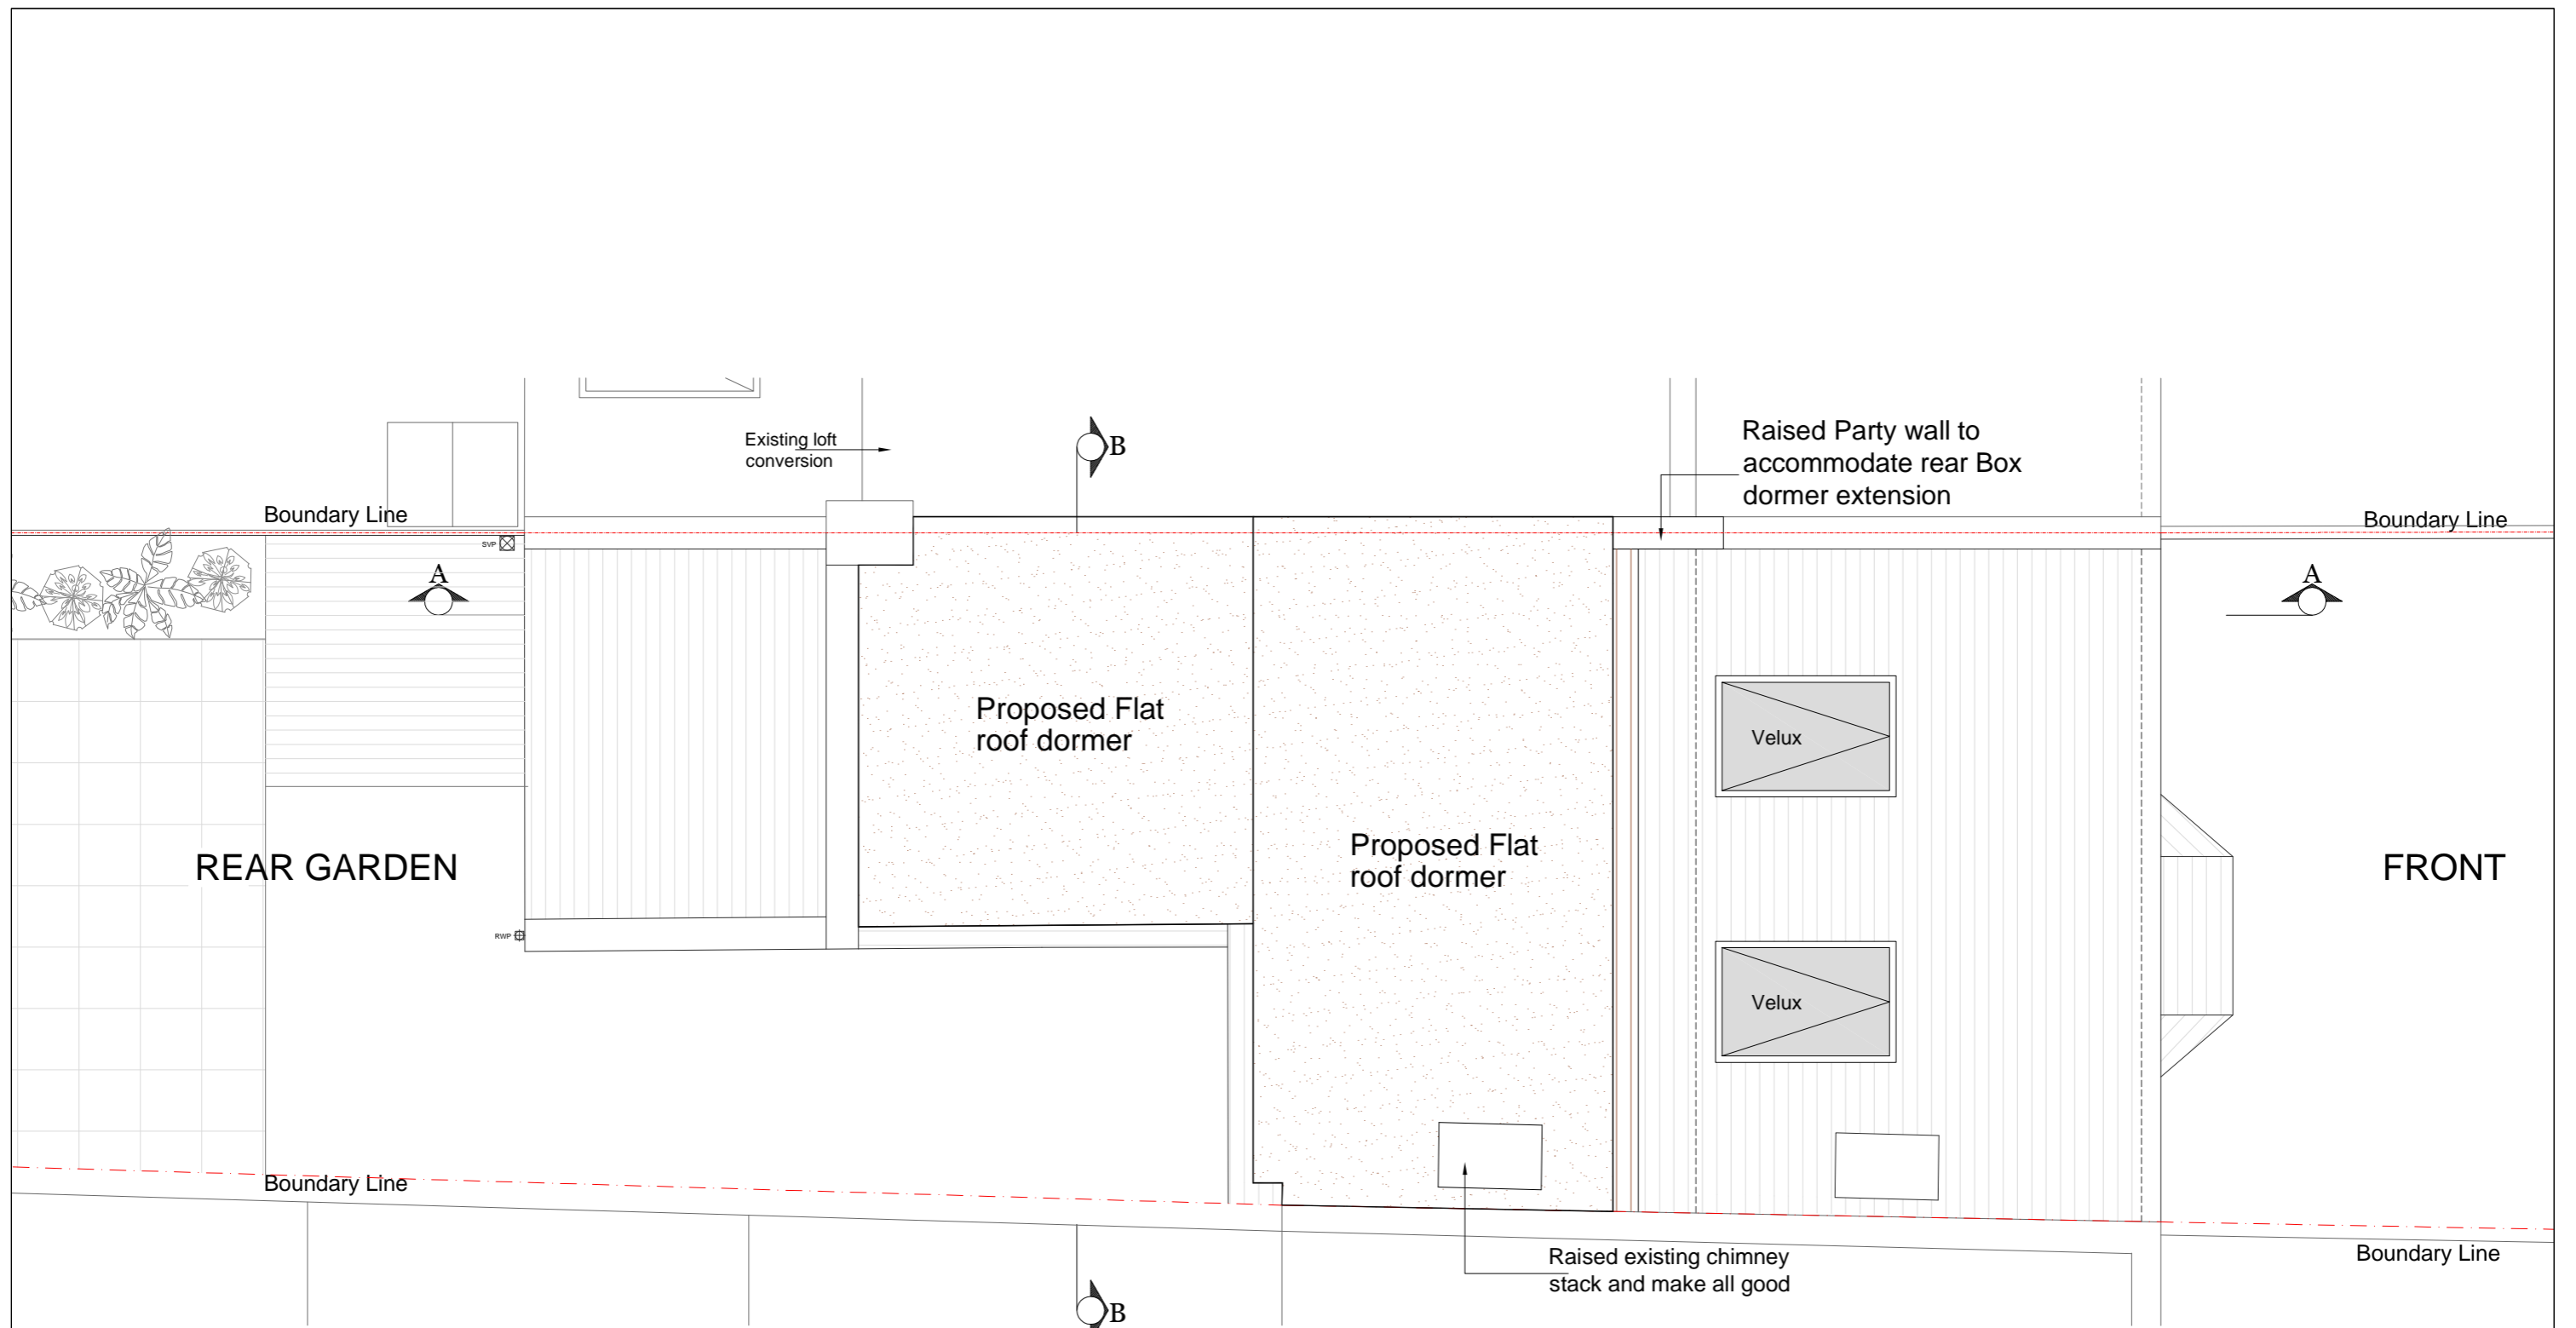 Existing loft
conversion
B
Raised Party wall to
accommodate rear Box
dormer extension
Boundary Line
Boundary Line
SVP
A
A
Proposed Flat
roof dormer
Velux
Proposed Flat
roof dormer
REAR GARDEN
FRONT
RWP
Velux
Boundary Line
Raised existing chimney
stack and make all good
Boundary Line
B